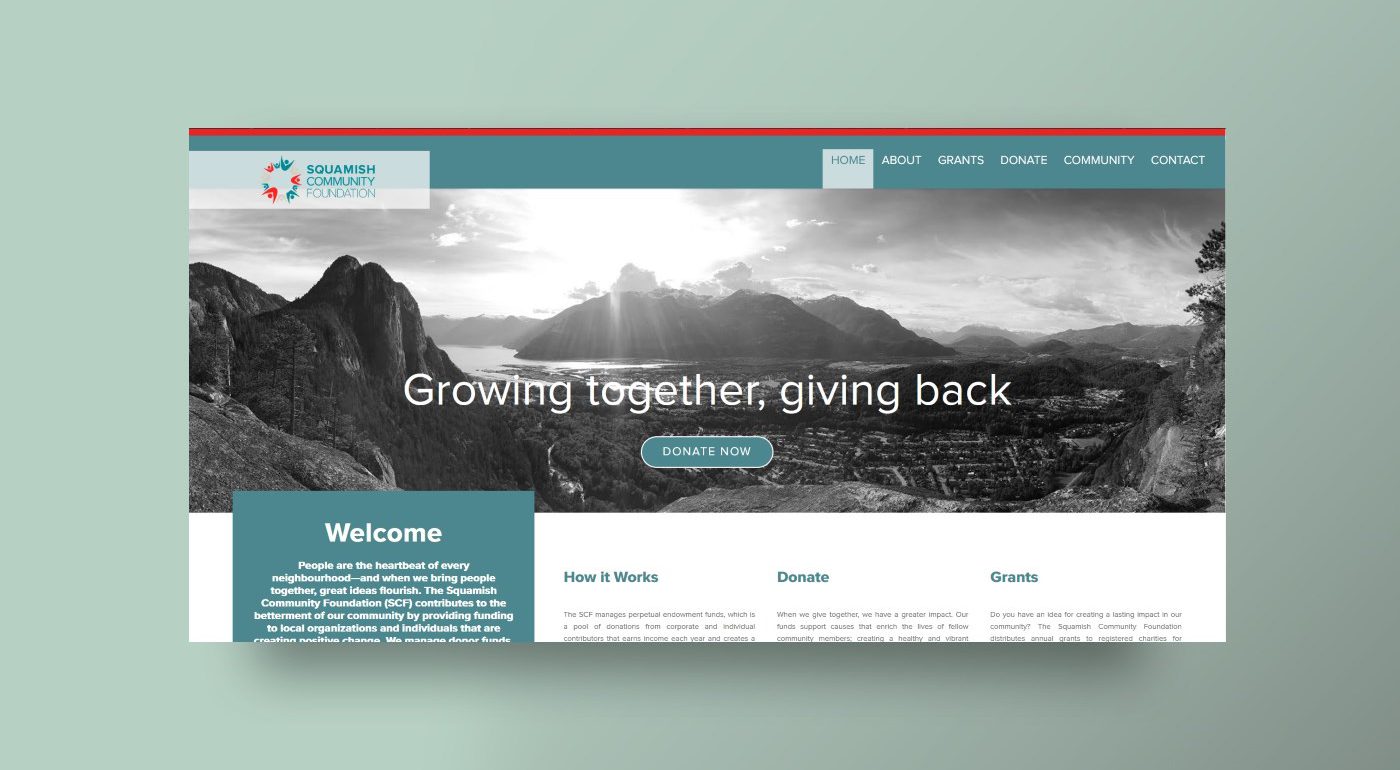 SQUAMISH
COMMUNITY
FOUNDATION
HOME ABOUT GRANTS DONATE COMMUNITY CONTACT
Growing together, giving back
DONATE NOW
Welcome
People are the heartbeat of every
neighbourhood—and when we bring people
together, great ideas flourish. The Squamish
Community Foundation (SCF) contributes to the
betterment of our community by providing funding
to local organizations and individuals that are
creating positive change. We manage donor funds
How it Works
The SCF manages perpetual endowment funds, which is
a pool of donations from corporate and individual
contributors that earns income each year and creates a
Donate
When we give together, we have a greater impact. Our
funds support causes that enrich the lives of fellow
community members; creating a healthy and vibrant
Grants
Do you have an idea for creating a lasting impact in our
community? The Squamish Community Foundation
distributes annual grants to registered charities for